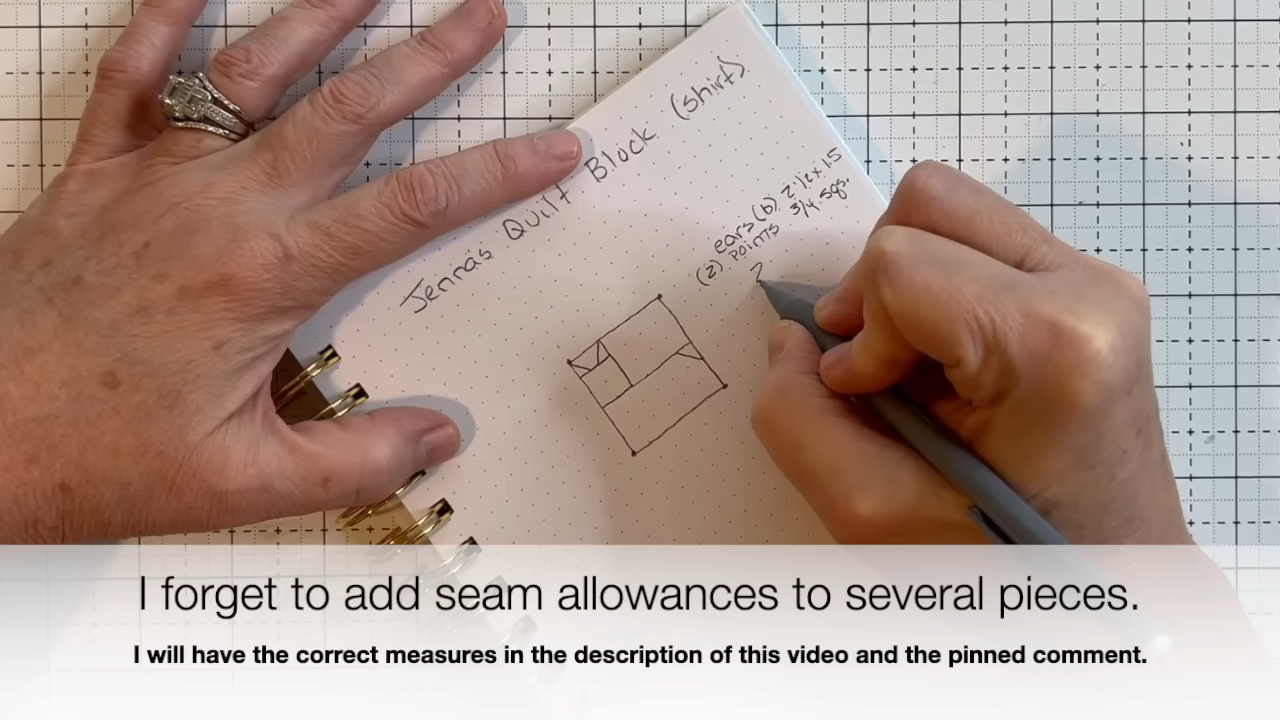 Jenna's Quilt Block (shirt)
ears (b) 2 1/2 x 1.5
(2) points 3/4 sqs.
2
I forget to add seam allowances to several pieces.
I will have the correct measures in the description of this video and the pinned comment.